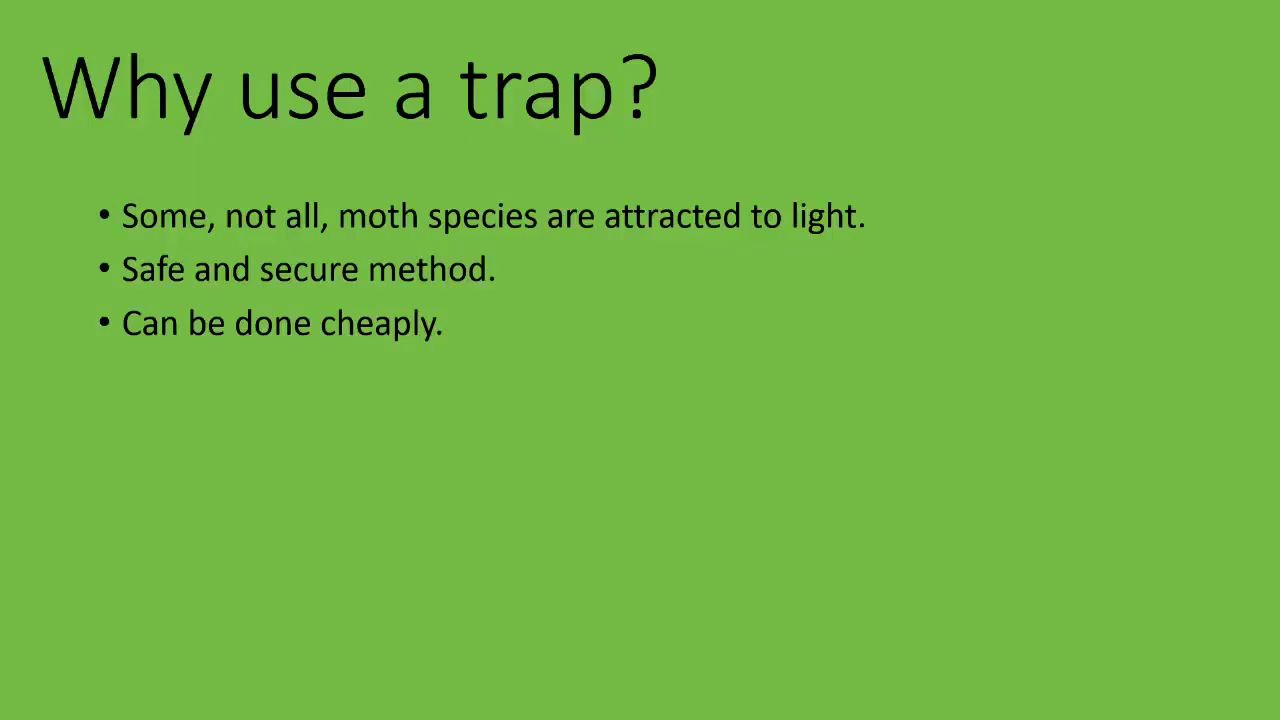 Why use a trap?
• Some, not all, moth species are attracted to light.
• Safe and secure method.
• Can be done cheaply.